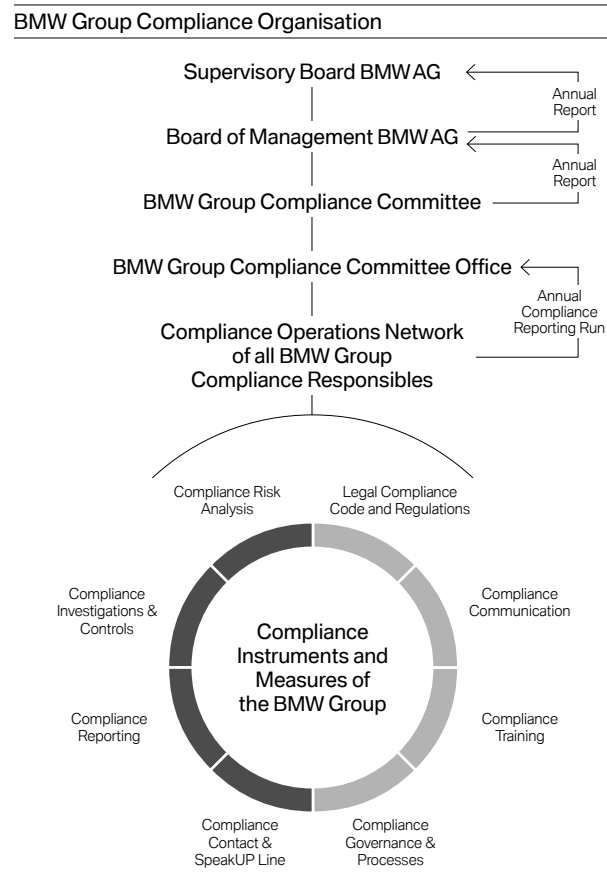 BMW Group Compliance Organisation
Supervisory Board BMW AG
Annual
Report
Board of Management BMW AG
Annual
Report
BMW Group Compliance Committee
BMW Group Compliance Committee Office
Annual
Compliance
Reporting Run
Compliance Operations Network
of all BMW Group
Compliance Responsibles
Compliance Risk
Analysis
Legal Compliance
Code and Regulations
Compliance
Investigations &
Controls
Compliance
Communication
Compliance
Instruments and
Measures of
the BMW Group
Compliance
Reporting
Compliance
Training
Compliance
Contact &
SpeakUP Line
Compliance
Governance &
Processes